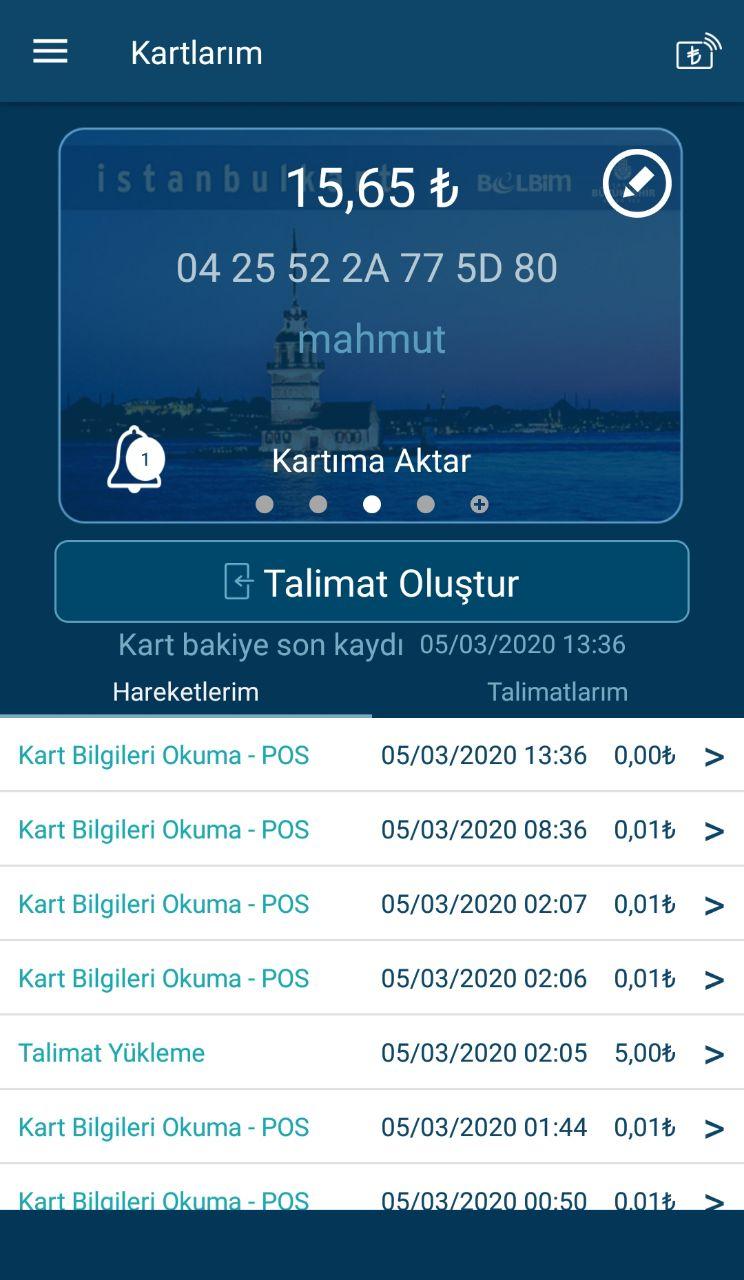 Kartlarım
istanbulkart BELBiM
15,65 ₺
04 25 52 2A 77 5D 80
mahmut
1
Kartıma Aktar
Talimat Oluştur
Kart bakiye son kaydı 05/03/2020 13:36
Hareketlerim Talimatlarım
Kart Bilgileri Okuma - POS 05/03/2020 13:36 0,00₺ >
Kart Bilgileri Okuma - POS 05/03/2020 08:36 0,01₺ >
Kart Bilgileri Okuma - POS 05/03/2020 02:07 0,01₺ >
Kart Bilgileri Okuma - POS 05/03/2020 02:06 0,01₺ >
Talimat Yükleme 05/03/2020 02:05 5,00₺ >
Kart Bilgileri Okuma - POS 05/03/2020 01:44 0,01₺ >
Kart Bilgileri Okuma - POS 05/03/2020 00:50 0,01₺ >